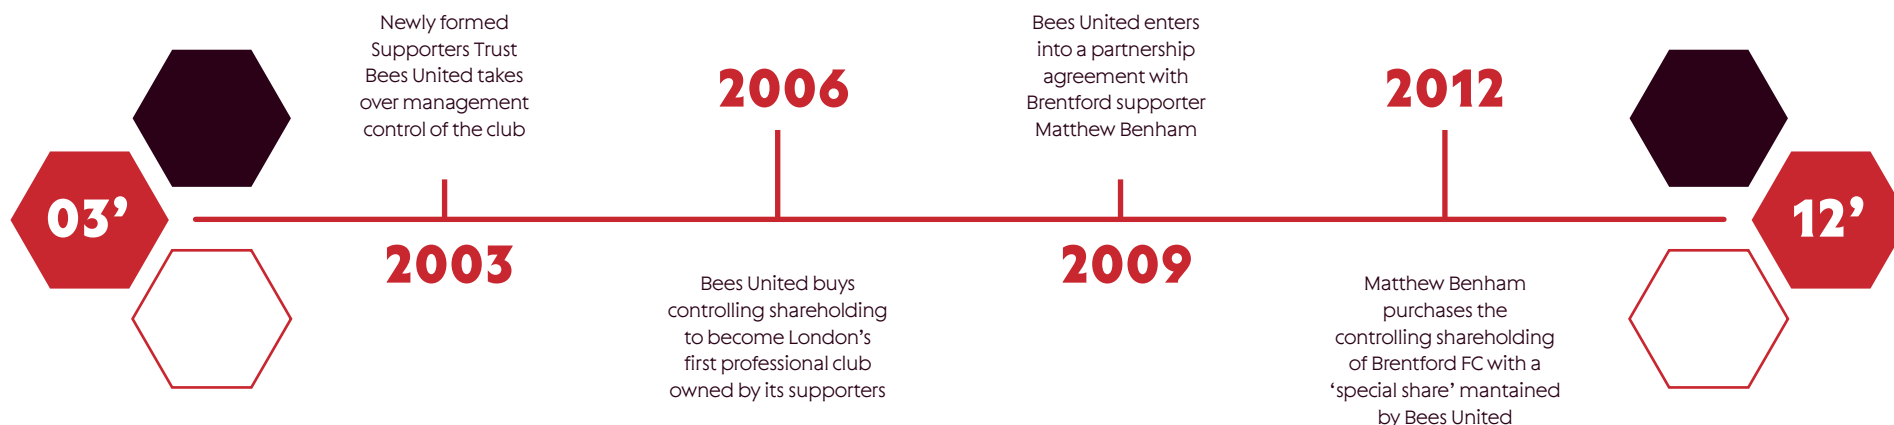 03’
Newly formed
Supporters Trust
Bees United takes
over management
control of the club
2003
2006
Bees United buys
controlling shareholding
to become London’s
first professional club
owned by its supporters
Bees United enters
into a partnership
agreement with
Brentford supporter
Matthew Benham
2009
2012
Matthew Benham
purchases the
controlling shareholding
of Brentford FC with a
‘special share’ mantained
by Bees United
12’